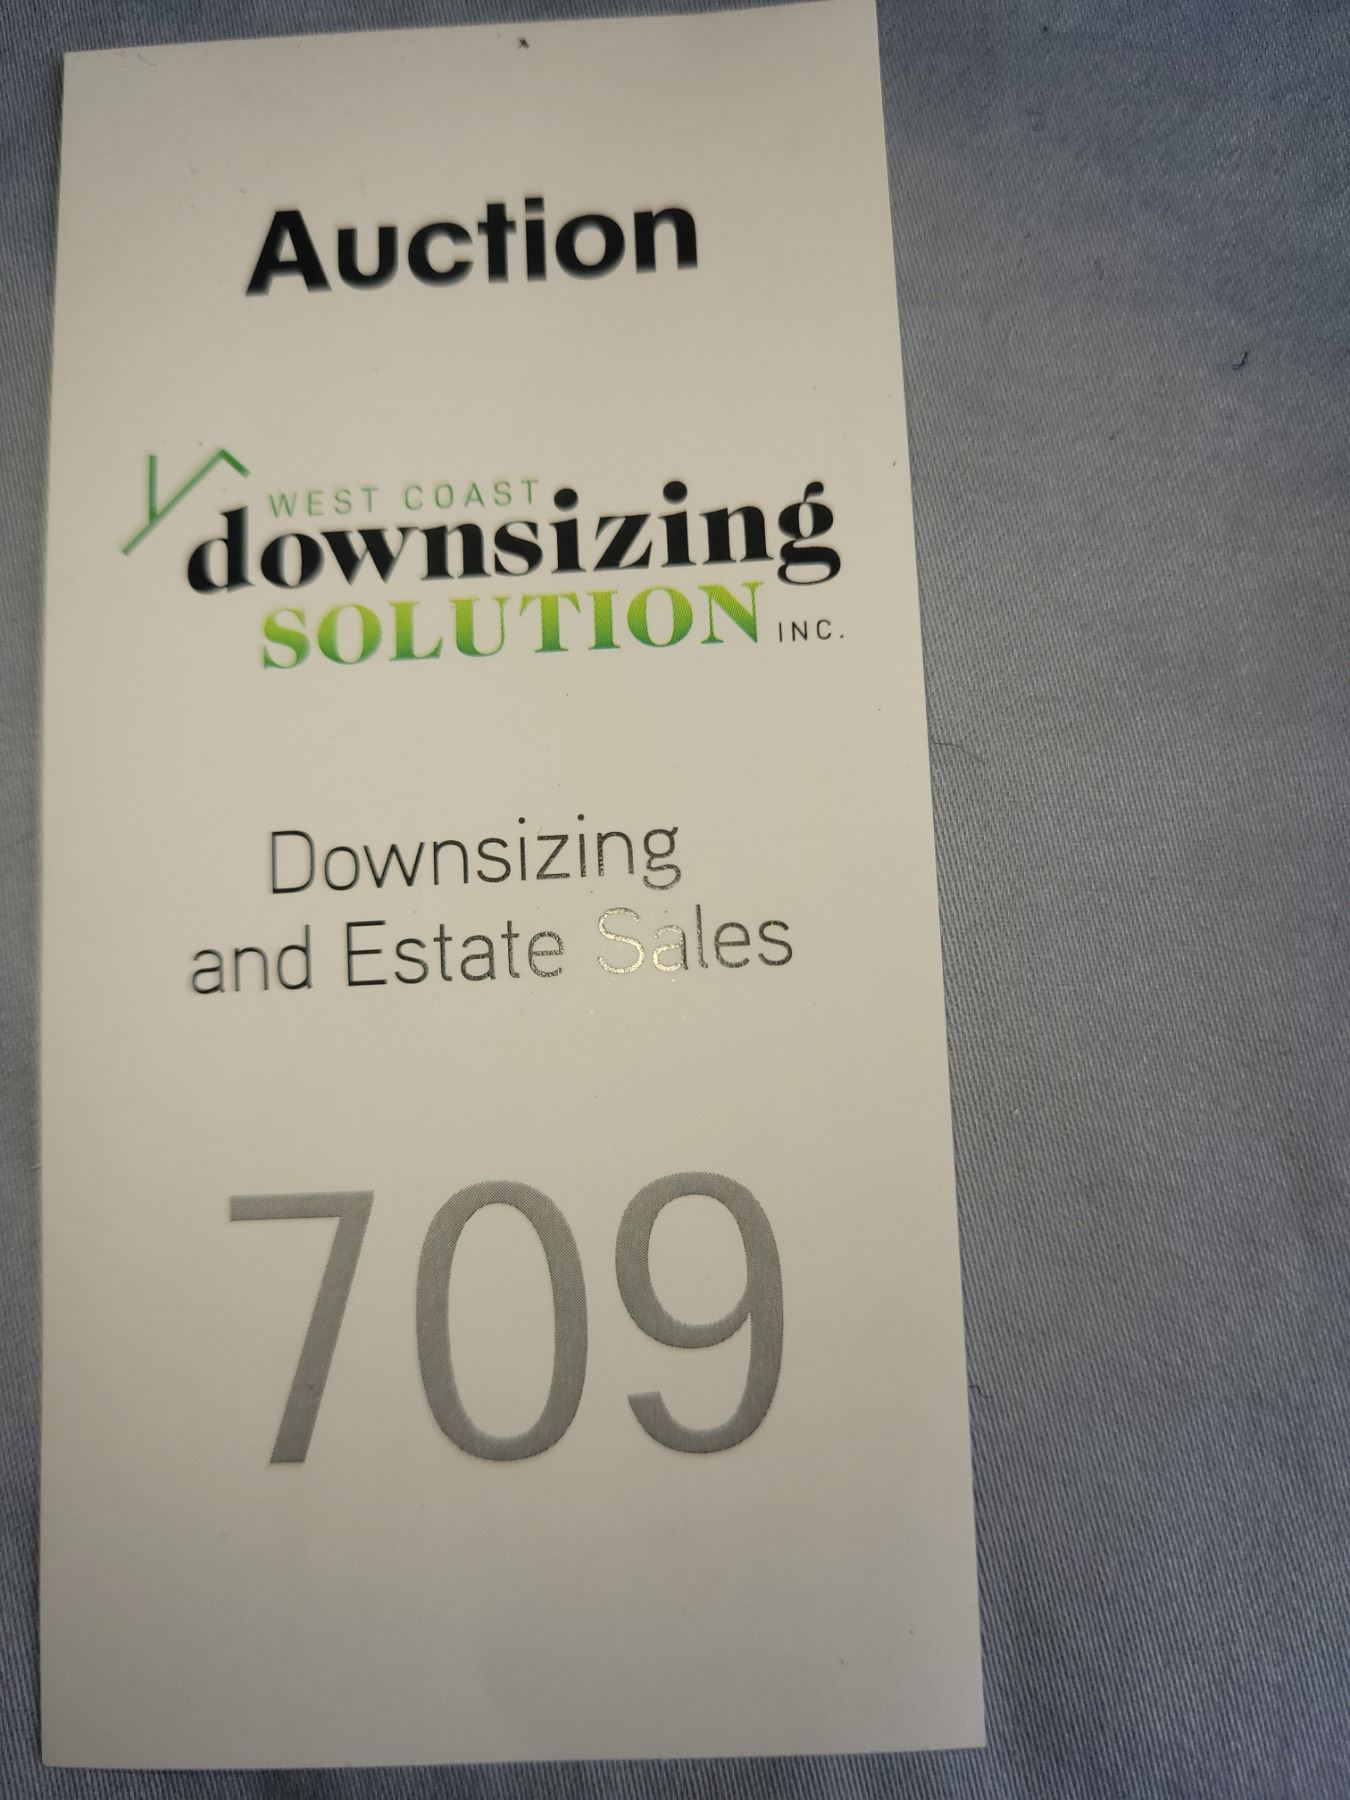 Auction
WEST COAST
downsizing
SOLUTION INC.
Downsizing
and Estate Sales
709